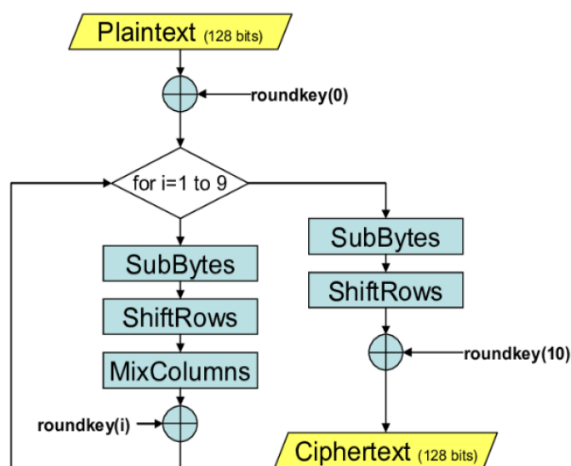 Plaintext (128 bits)
roundkey(0)
for i=1 to 9
SubBytes
ShiftRows
MixColumns
roundkey(i)
SubBytes
ShiftRows
roundkey(10)
Ciphertext (128 bits)